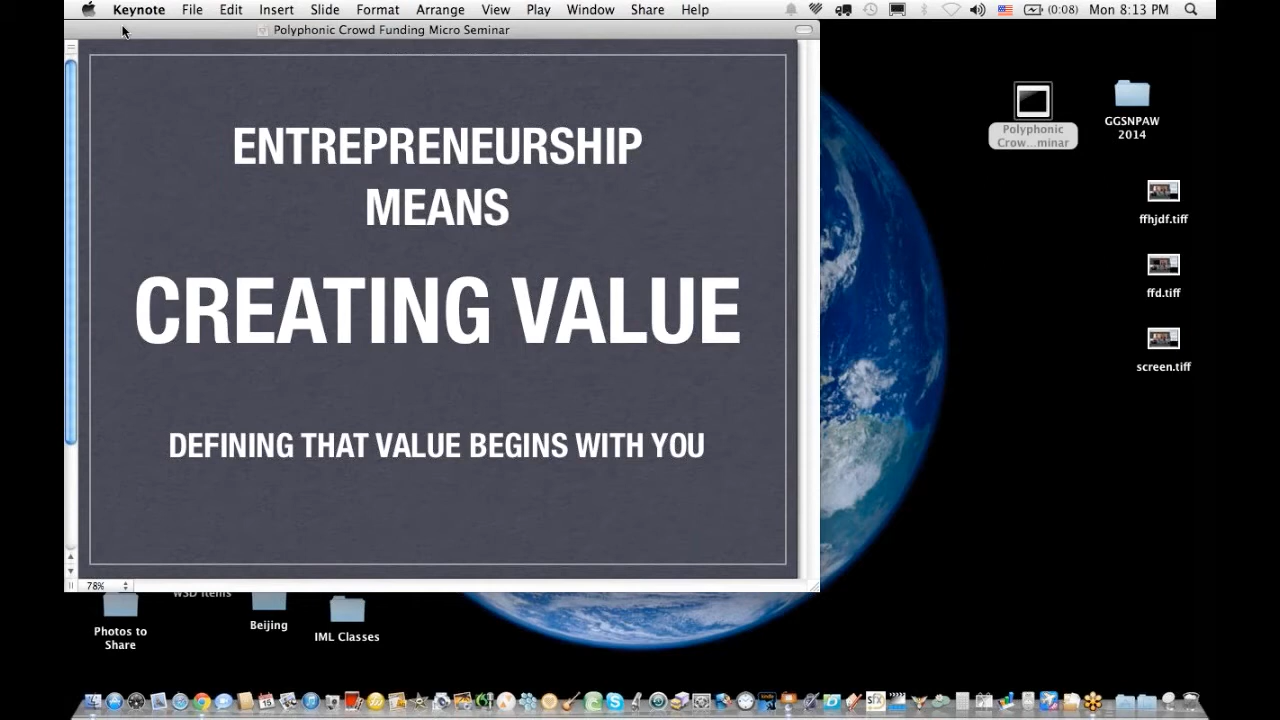 Keynote File Edit Insert Slide Format Arrange View Play Window Share Help (0:08) Mon 8:13 PM
Polyphonic Crowd Funding Micro Seminar
ENTREPRENEURSHIP
MEANS
CREATING VALUE
DEFINING THAT VALUE BEGINS WITH YOU
78%
Polyphonic
Crow...minar
GGSNPAW
2014
ffhjdf.tiff
ffd.tiff
screen.tiff
WSD Items
Photos to
Share
Beijing
IML Classes